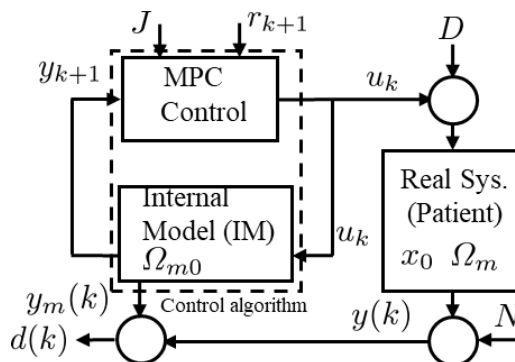 J
r_{k+1}
D
y_{k+1}
MPC
Control
u_k
Internal
Model (IM)
Ω_{m0}
u_k
Real Sys.
(Patient)
x_0 Ω_m
Control algorithm
y_m(k)
d(k)
y(k)
N